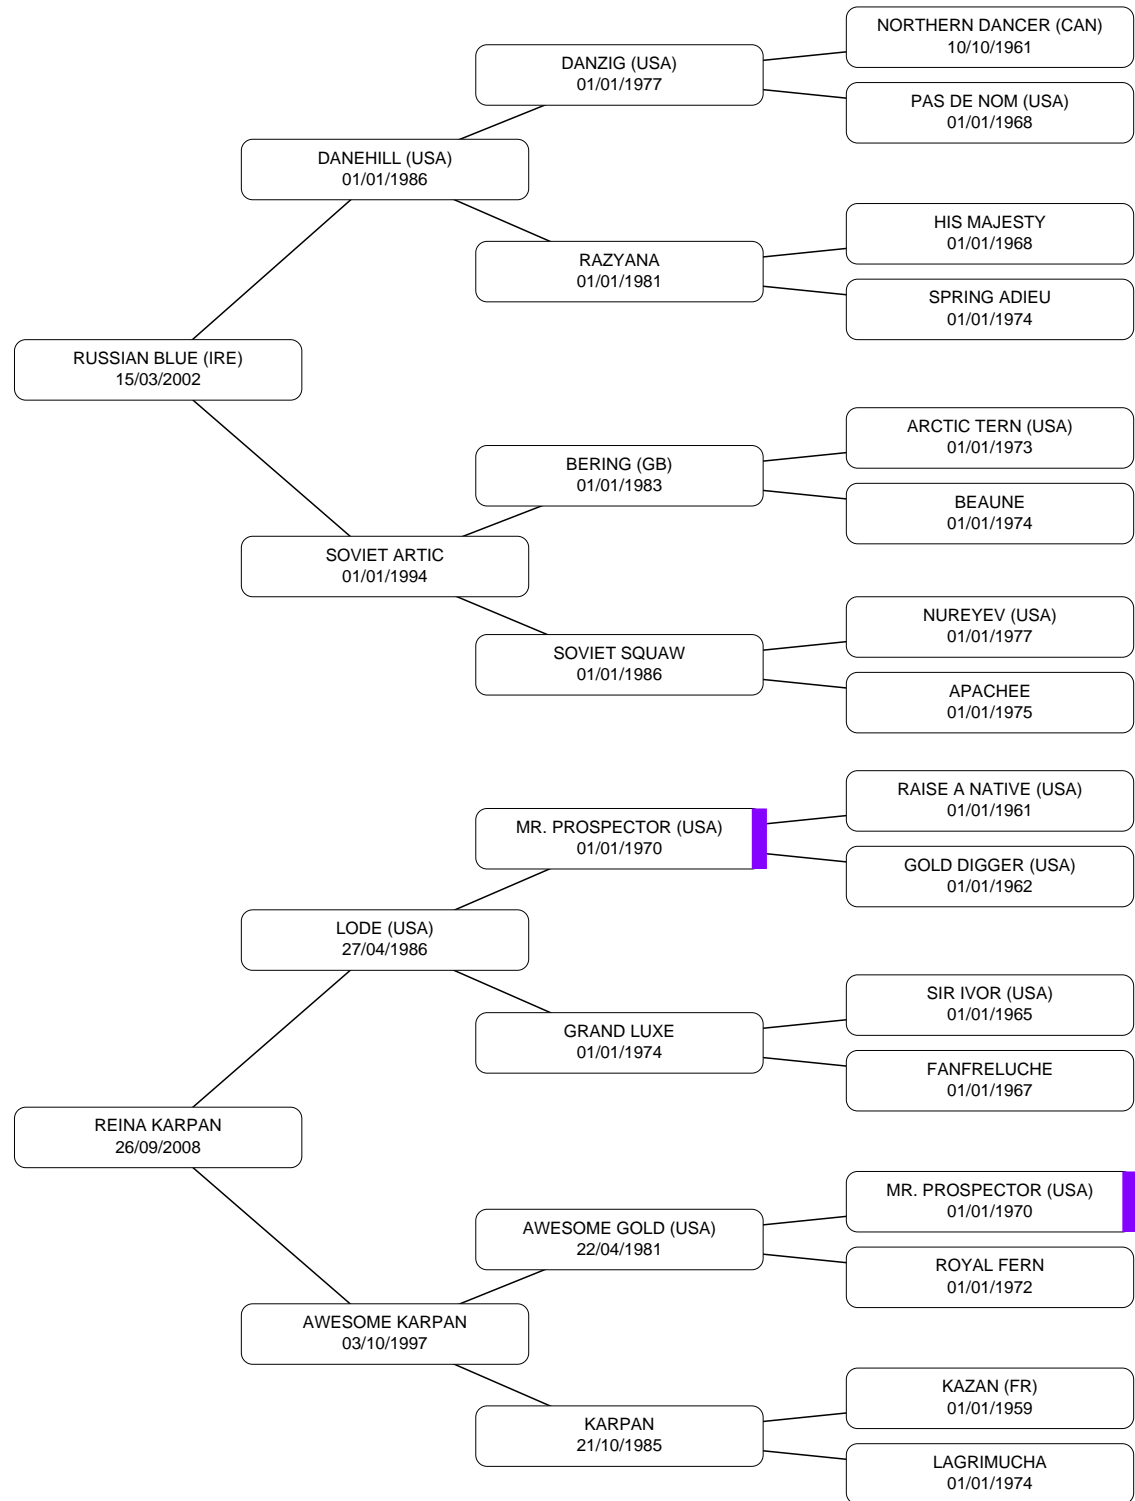 NORTHERN DANCER (CAN)
10/10/1961
DANZIG (USA)
01/01/1977
PAS DE NOM (USA)
01/01/1968
DANEHILL (USA)
01/01/1986
HIS MAJESTY
01/01/1968
RAZYANA
01/01/1981
SPRING ADIEU
01/01/1974
RUSSIAN BLUE (IRE)
15/03/2002
ARCTIC TERN (USA)
01/01/1973
BERING (GB)
01/01/1983
BEAUNE
01/01/1974
SOVIET ARTIC
01/01/1994
NUREYEV (USA)
01/01/1977
SOVIET SQUAW
01/01/1986
APACHEE
01/01/1975
RAISE A NATIVE (USA)
01/01/1961
MR. PROSPECTOR (USA)
01/01/1970
GOLD DIGGER (USA)
01/01/1962
LODE (USA)
27/04/1986
SIR IVOR (USA)
01/01/1965
GRAND LUXE
01/01/1974
FANFRELUCHE
01/01/1967
REINA KARPAN
26/09/2008
MR. PROSPECTOR (USA)
01/01/1970
AWESOME GOLD (USA)
22/04/1981
ROYAL FERN
01/01/1972
AWESOME KARPAN
03/10/1997
KAZAN (FR)
01/01/1959
KARPAN
21/10/1985
LAGRIMUCHA
01/01/1974